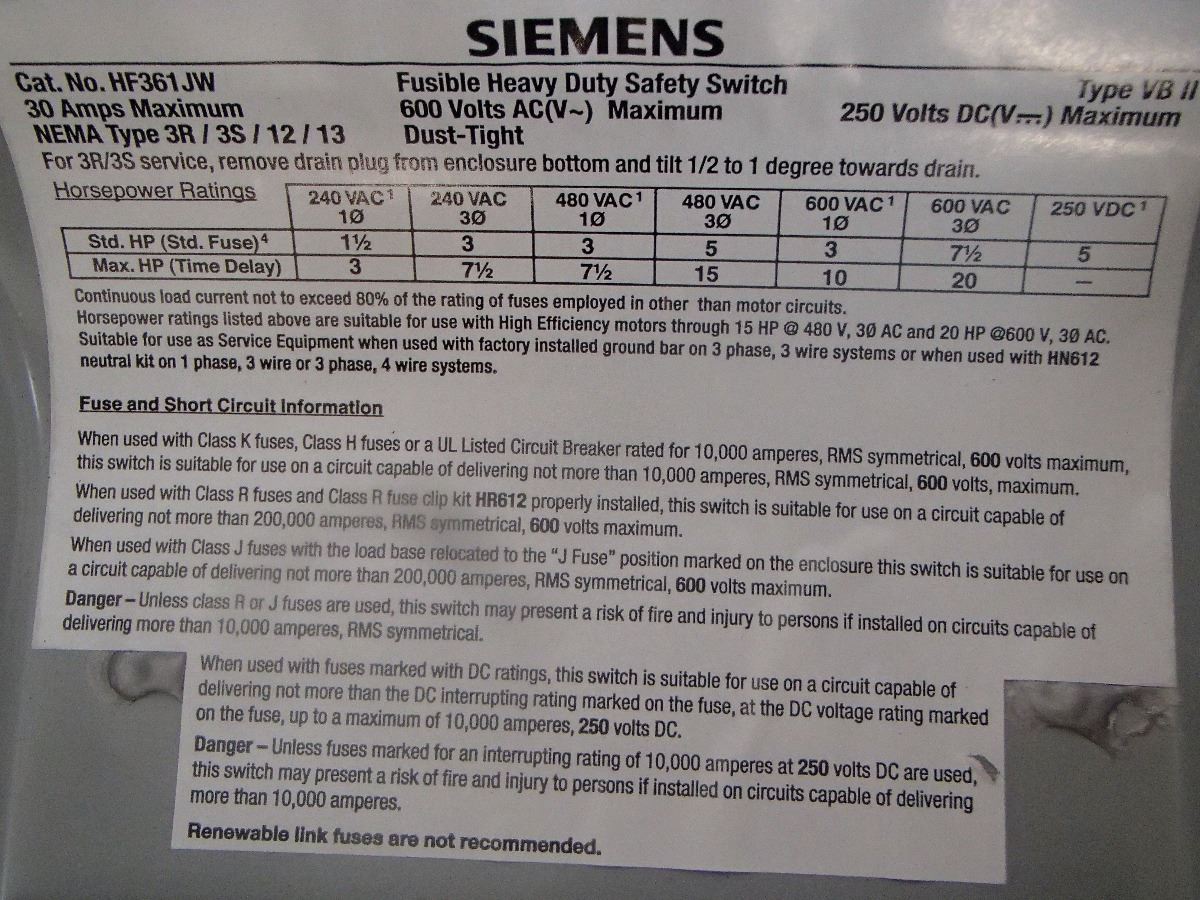 SIEMENS
Cat. No. HF361JW Fusible Heavy Duty Safety Switch Type VB II
30 Amps Maximum 600 Volts AC(V~) Maximum 250 Volts DC(V⎓) Maximum
NEMA Type 3R / 3S / 12 / 13 Dust-Tight
For 3R/3S service, remove drain plug from enclosure bottom and tilt 1/2 to 1 degree towards drain.
Horsepower Ratings 240 VAC¹ 1Ø 240 VAC 3Ø 480 VAC¹ 1Ø 480 VAC 3Ø 600 VAC¹ 1Ø 600 VAC 3Ø 250 VDC¹
Std. HP (Std. Fuse)⁴ 1½ 3 3 5 3 7½ 5
Max. HP (Time Delay) 3 7½ 7½ 15 10 20 —
Continuous load current not to exceed 80% of the rating of fuses employed in other than motor circuits.
Horsepower ratings listed above are suitable for use with High Efficiency motors through 15 HP @ 480 V, 3Ø AC and 20 HP @600 V, 3Ø AC.
Suitable for use as Service Equipment when used with factory installed ground bar on 3 phase, 3 wire systems or when used with HN612
neutral kit on 1 phase, 3 wire or 3 phase, 4 wire systems.
Fuse and Short Circuit Information
When used with Class K fuses, Class H fuses or a UL Listed Circuit Breaker rated for 10,000 amperes, RMS symmetrical, 600 volts maximum,
this switch is suitable for use on a circuit capable of delivering not more than 10,000 amperes, RMS symmetrical, 600 volts, maximum.
When used with Class R fuses and Class R fuse clip kit HR612 properly installed, this switch is suitable for use on a circuit capable of
delivering not more than 200,000 amperes, RMS symmetrical, 600 volts maximum.
When used with Class J fuses with the load base relocated to the “J Fuse” position marked on the enclosure this switch is suitable for use on
a circuit capable of delivering not more than 200,000 amperes, RMS symmetrical, 600 volts maximum.
Danger – Unless class R or J fuses are used, this switch may present a risk of fire and injury to persons if installed on circuits capable of
delivering more than 10,000 amperes, RMS symmetrical.
When used with fuses marked with DC ratings, this switch is suitable for use on a circuit capable of
delivering not more than the DC interrupting rating marked on the fuse, at the DC voltage rating marked
on the fuse, up to a maximum of 10,000 amperes, 250 volts DC.
Danger – Unless fuses marked for an interrupting rating of 10,000 amperes at 250 volts DC are used,
this switch may present a risk of fire and injury to persons if installed on circuits capable of delivering
more than 10,000 amperes.
Renewable link fuses are not recommended.